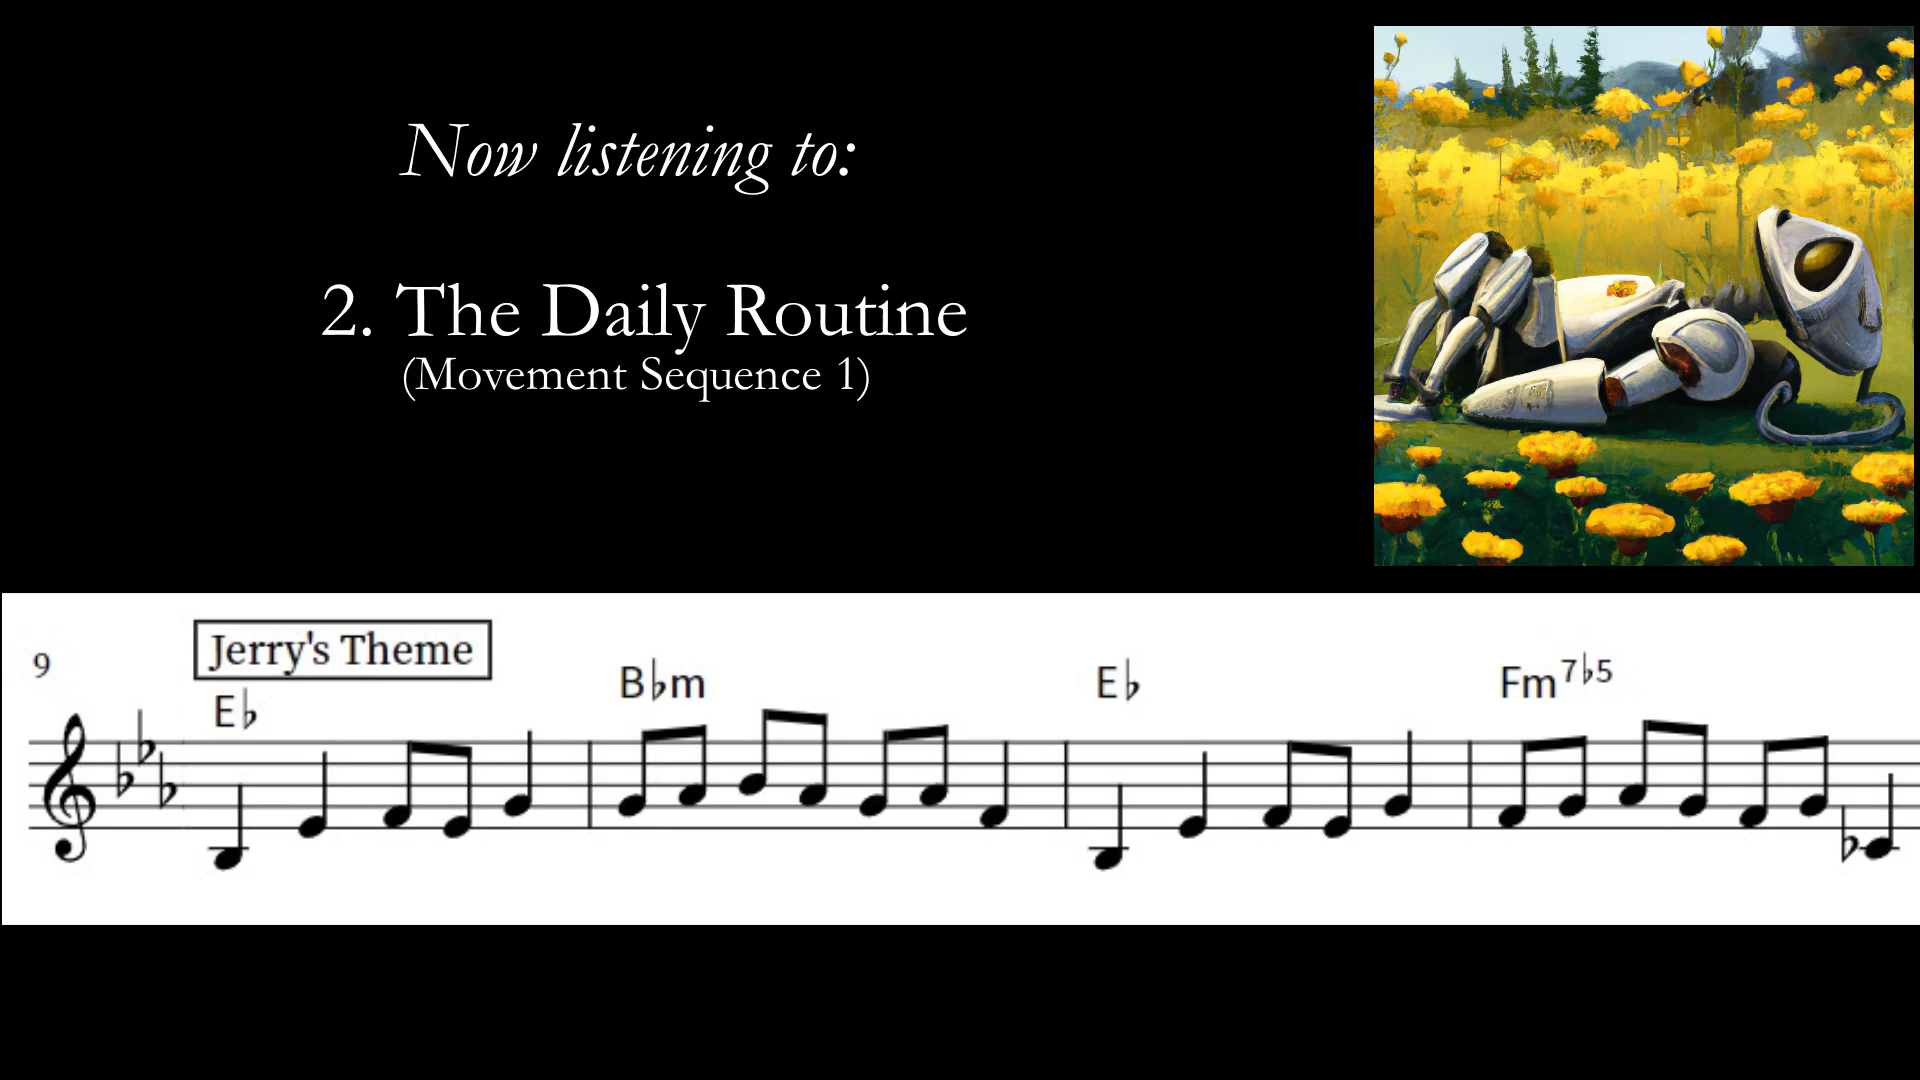 Now listening to:
2. The Daily Routine
(Movement Sequence 1)
9
Jerry's Theme
E♭ B♭m E♭ Fm7♭5